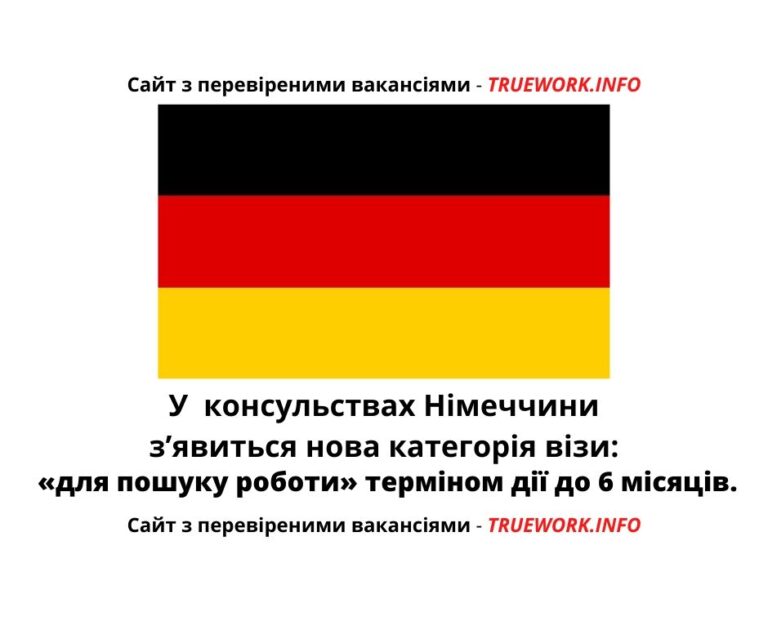 Сайт з перевіреними вакансіями - TRUEWORK.INFO
У консульствах Німеччини
з’явиться нова категорія візи:
«для пошуку роботи» терміном дії до 6 місяців.
Сайт з перевіреними вакансіями - TRUEWORK.INFO